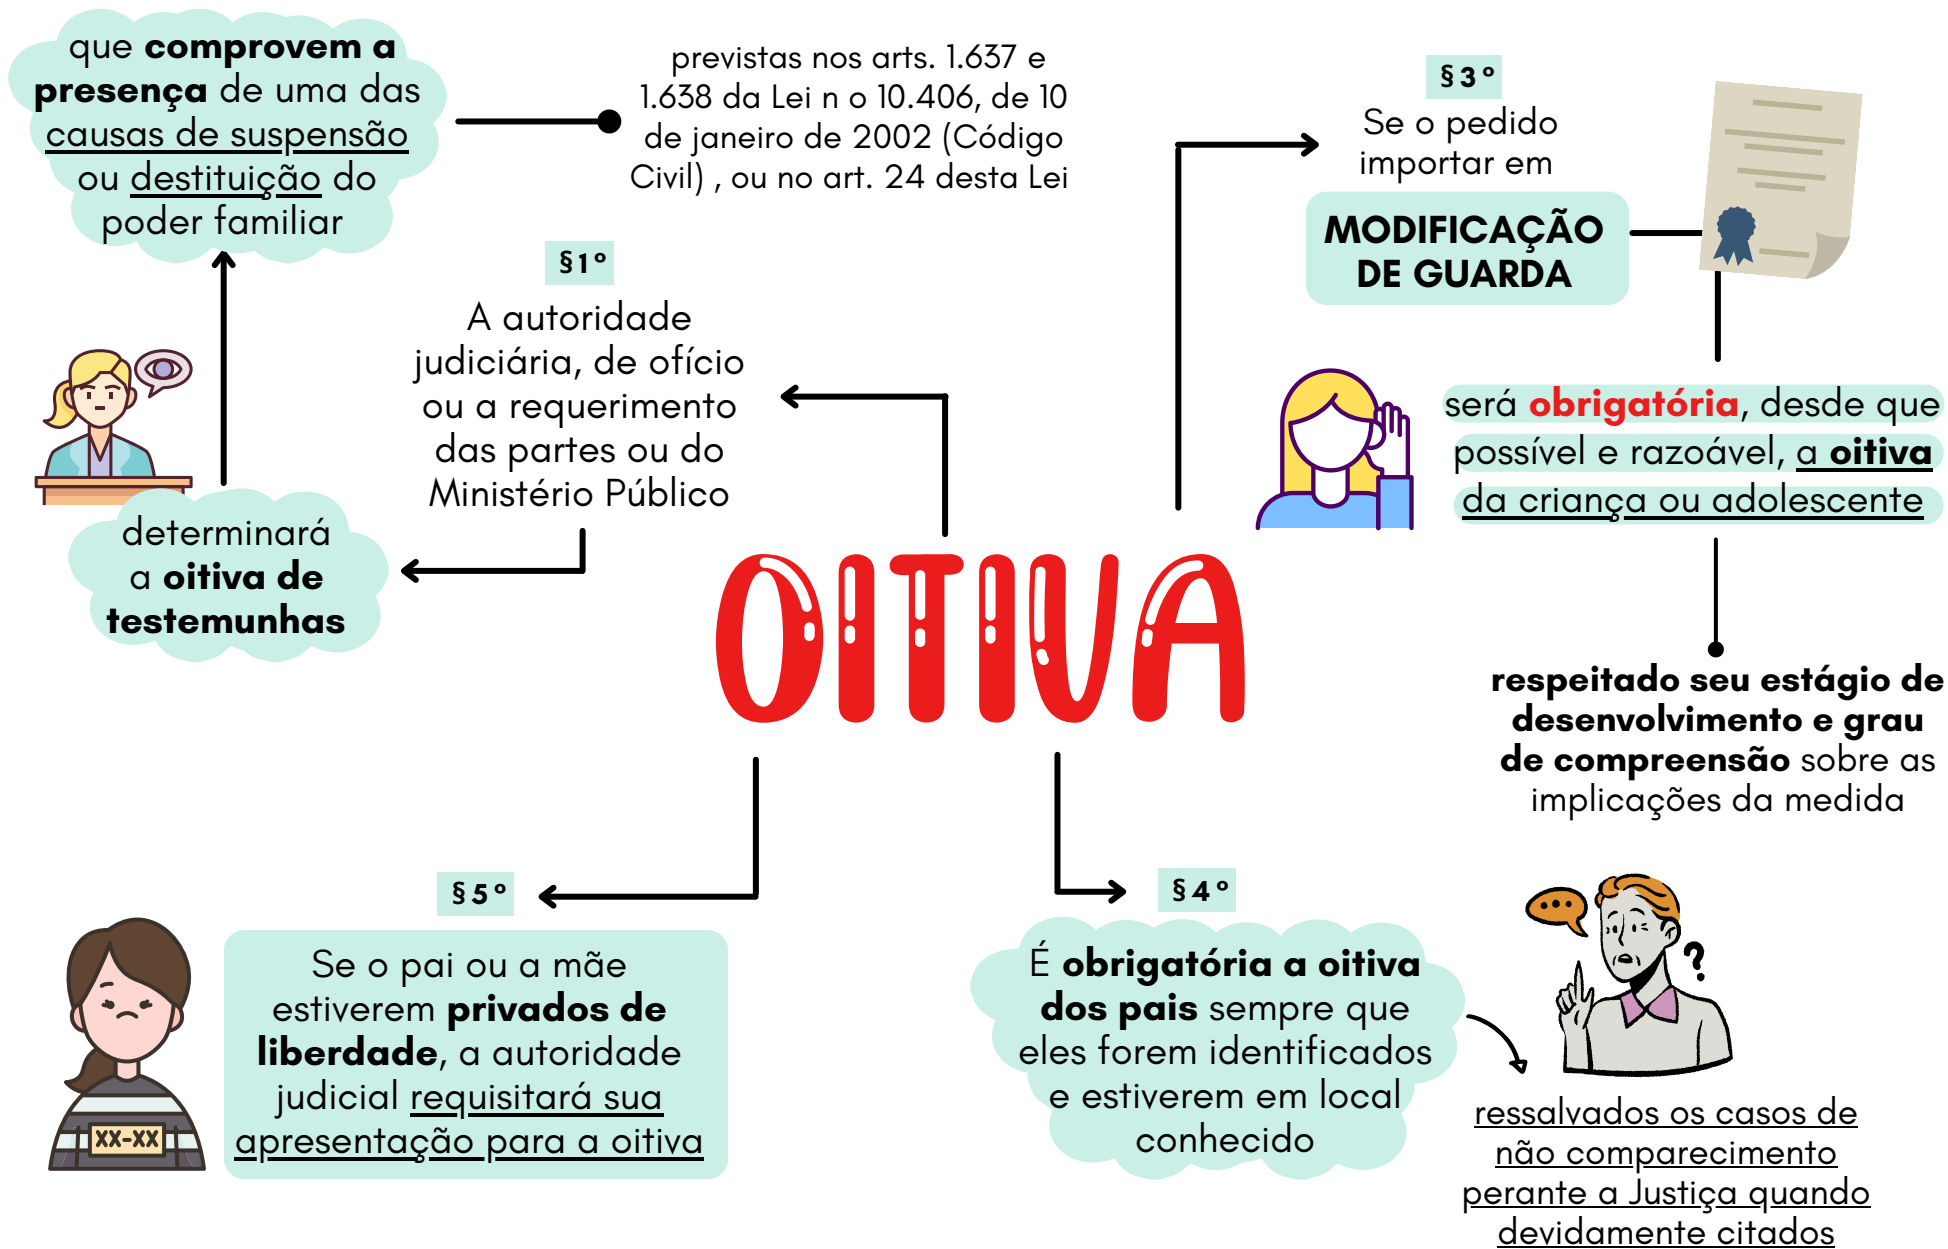 que comprovem a
presença de uma das
causas de suspensão
ou destituição do
poder familiar
previstas nos arts. 1.637 e
1.638 da Lei n o 10.406, de 10
de janeiro de 2002 (Código
Civil) , ou no art. 24 desta Lei
§1º
A autoridade
judiciária, de ofício
ou a requerimento
das partes ou do
Ministério Público
determinará
a oitiva de
testemunhas
§3º
Se o pedido
importar em
MODIFICAÇÃO
DE GUARDA
será obrigatória, desde que
possível e razoável, a oitiva
da criança ou adolescente
respeitado seu estágio de
desenvolvimento e grau
de compreensão sobre as
implicações da medida
OITIVA
§5º
Se o pai ou a mãe
estiverem privados de
liberdade, a autoridade
judicial requisitará sua
apresentação para a oitiva
XX-XX
§4º
É obrigatória a oitiva
dos pais sempre que
eles forem identificados
e estiverem em local
conhecido
?
ressalvados os casos de
não comparecimento
perante a Justiça quando
devidamente citados